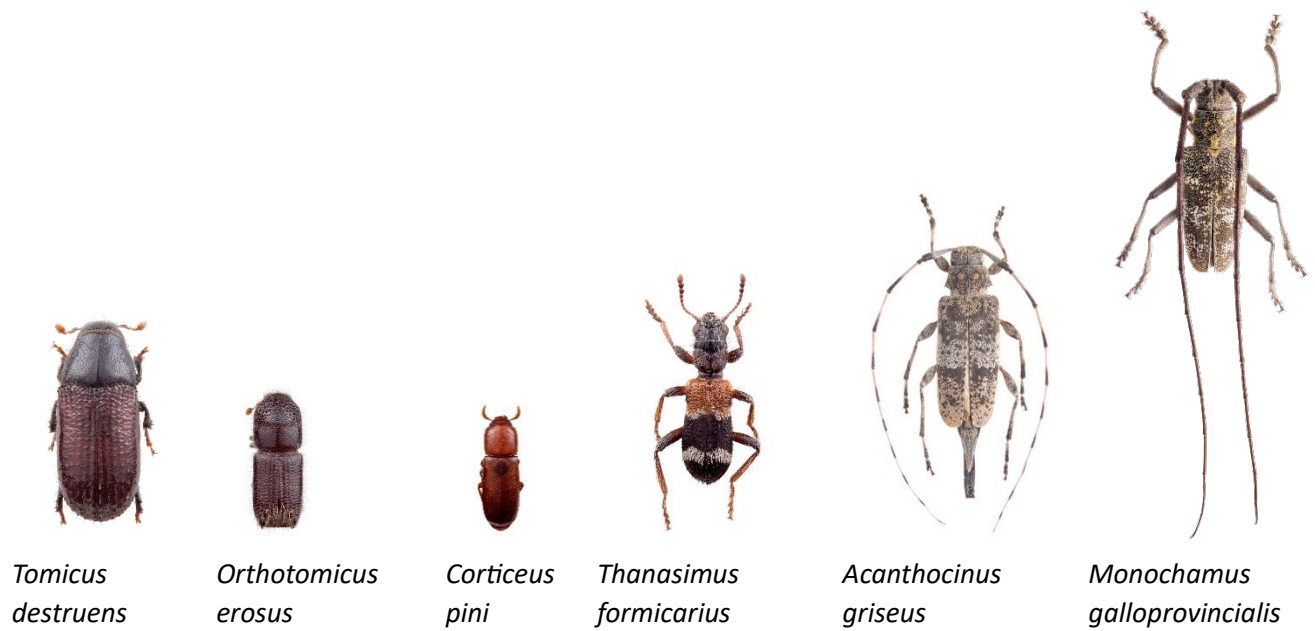 Tomicus
destruens
Orthotomicus
erosus
Corticeus
pini
Thanasimus
formicarius
Acanthocinus
griseus
Monochamus
galloprovincialis